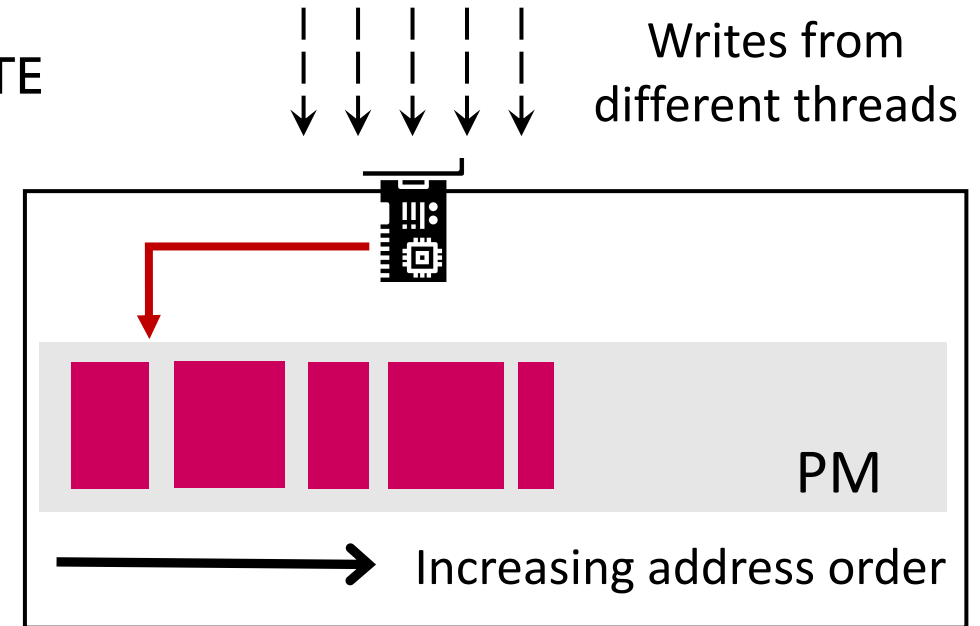 TE
Writes from
different threads
PM
Increasing address order